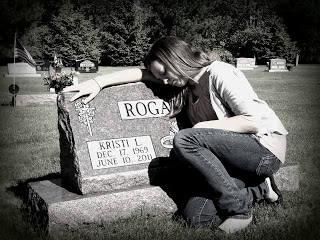 ROGA
KRISTI L.
DEC. 17, 1969
JUNE 10, 2011